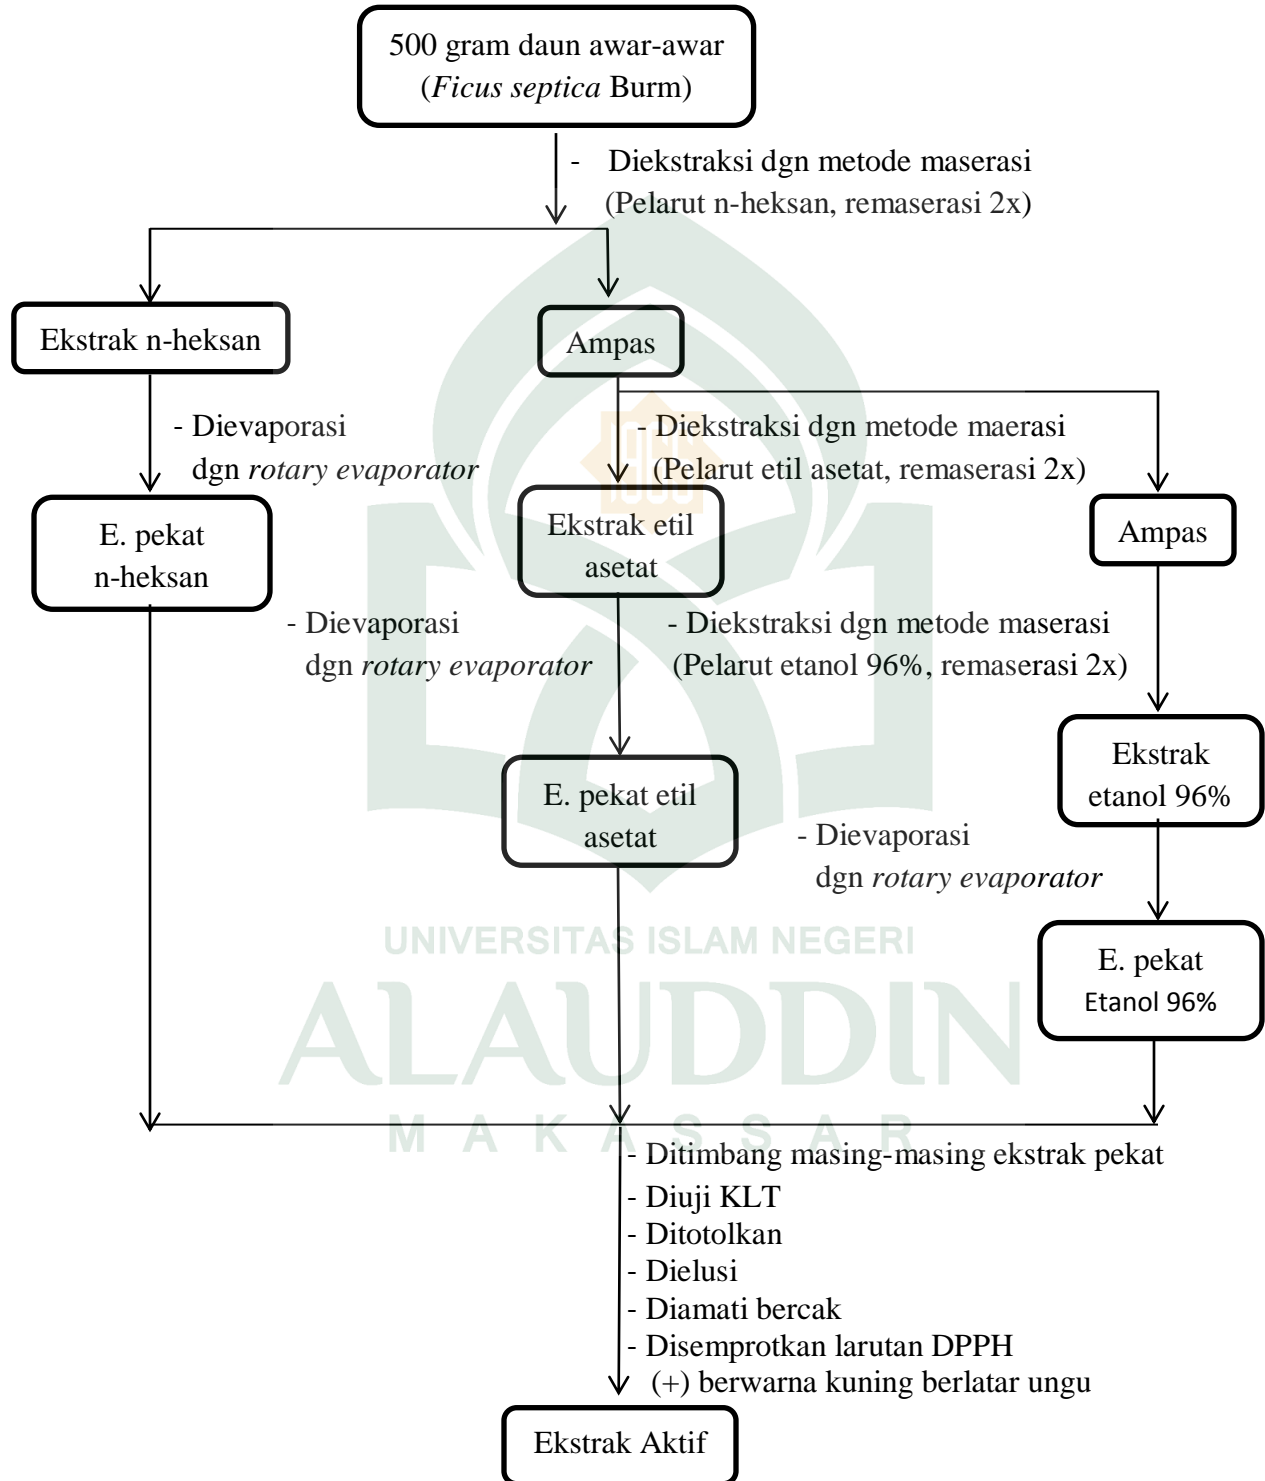 500 gram daun awar-awar
(Ficus septica Burm)
- Diekstraksi dgn metode maserasi
(Pelarut n-heksan, remaserasi 2x)
Ekstrak n-heksan
Ampas
- Dievaporasi
dgn rotary evaporator
- Diekstraksi dgn metode maerasi
(Pelarut etil asetat, remaserasi 2x)
E. pekat
n-heksan
Ekstrak etil
asetat
Ampas
- Dievaporasi
dgn rotary evaporator
- Diekstraksi dgn metode maserasi
(Pelarut etanol 96%, remaserasi 2x)
Ekstrak
etanol 96%
E. pekat etil
asetat
- Dievaporasi
dgn rotary evaporator
E. pekat
Etanol 96%
UNIVERSITAS ISLAM NEGERI
ALAUDDIN
MAKASSAR
- Ditimbang masing-masing ekstrak pekat
- Diuji KLT
- Ditotolkan
- Dielusi
- Diamati bercak
- Disemprotkan larutan DPPH
(+) berwarna kuning berlatar ungu
Ekstrak Aktif